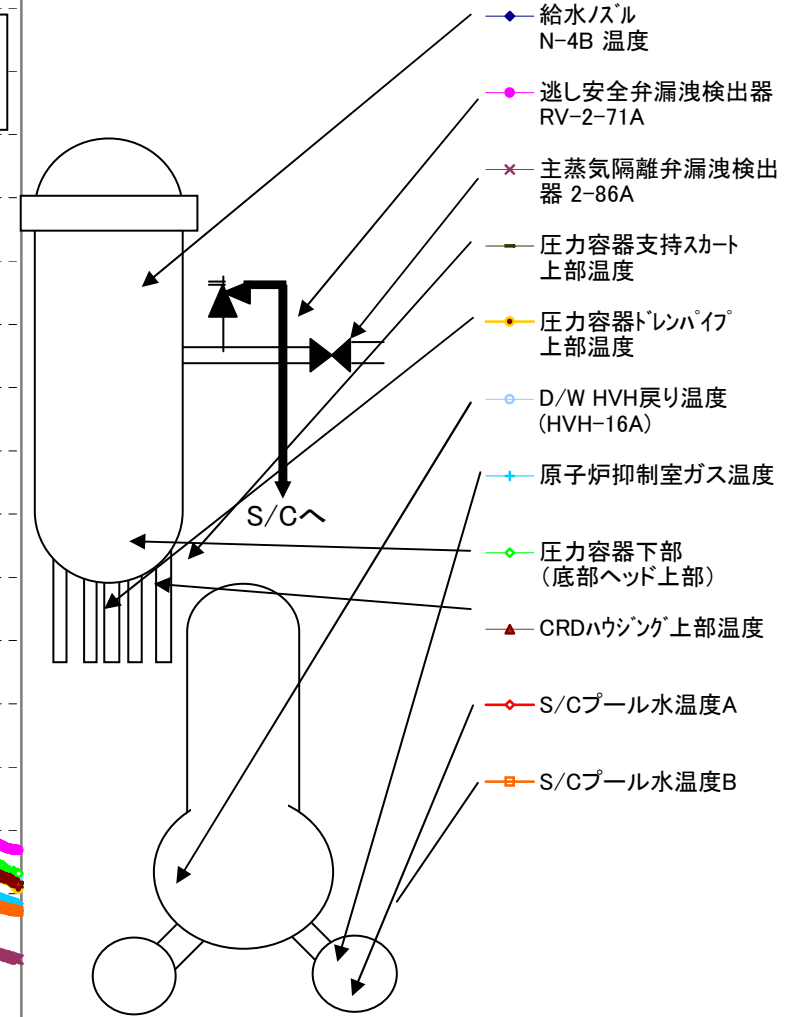 給水ノズル
N-4B 温度
逃し安全弁漏洩検出器
RV-2-71A
主蒸気隔離弁漏洩検出
器 2-86A
圧力容器支持スカート
上部温度
圧力容器ドレンパイプ
上部温度
D/W HVH戻り温度
(HVH-16A)
原子炉抑制室ガス温度
S/Cへ
圧力容器下部
(底部ヘッド上部)
CRDハウジング上部温度
S/Cプール水温度A
S/Cプール水温度B